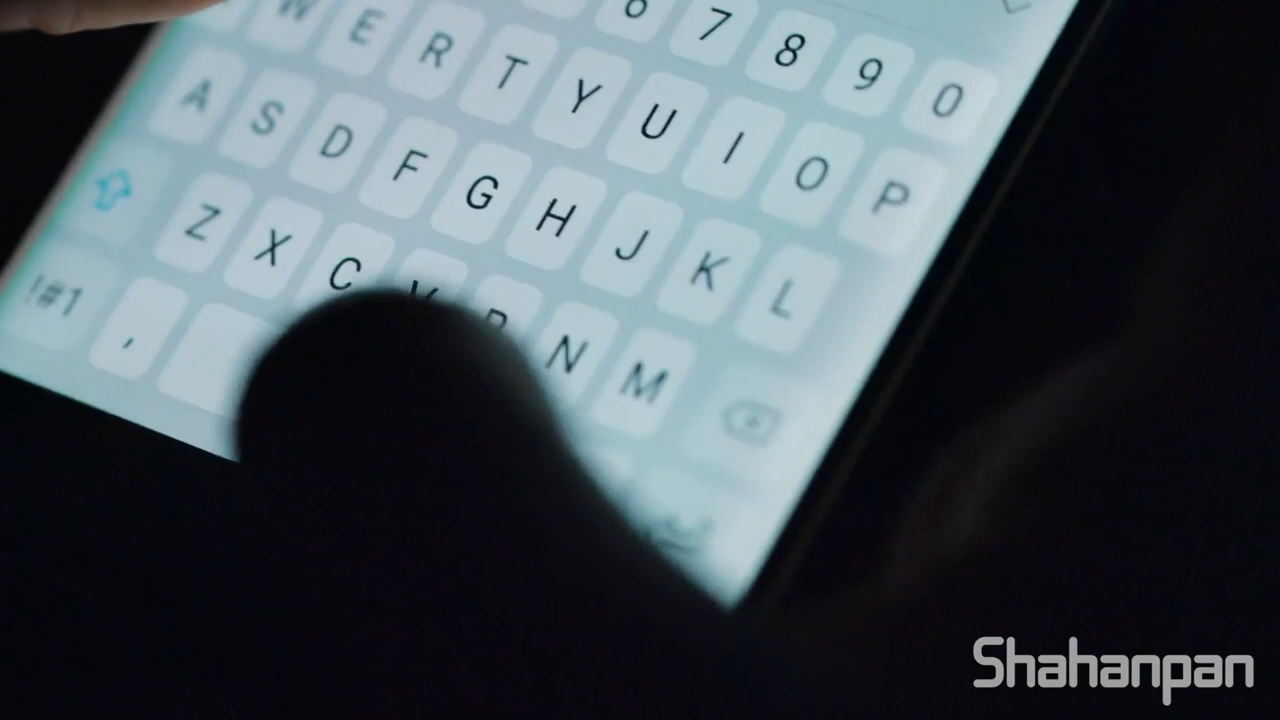 6 7 8 9 0
W E R T Y U I O P
A S D F G H J K L
Z X C V B N M
!#1 ,
Shahanpan